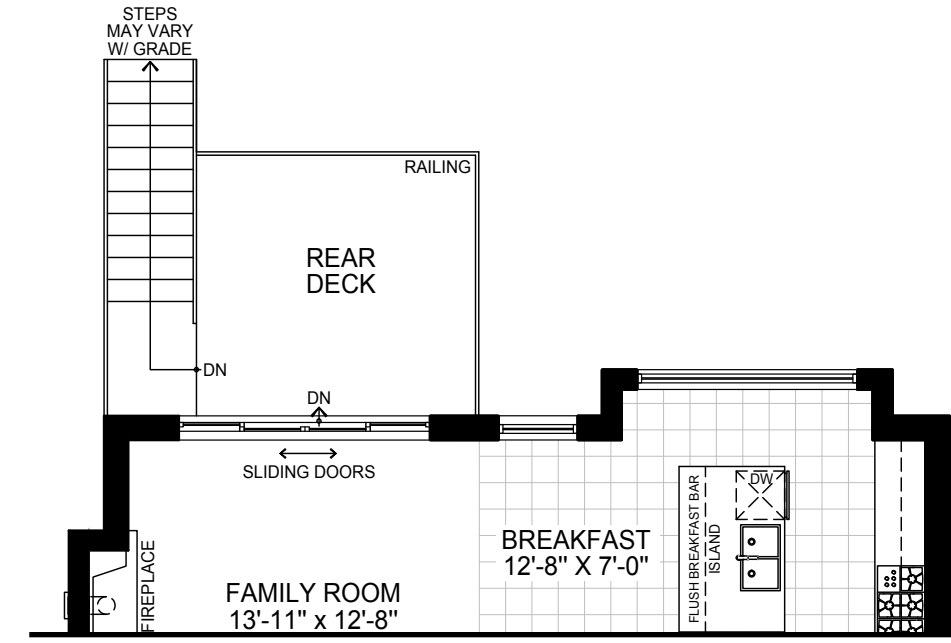 STEPS
MAY VARY
W/ GRADE
RAILING
REAR
DECK
DN
DN
SLIDING DOORS
DW
FLUSH BREAKFAST BAR
ISLAND
BREAKFAST
12'-8" X 7'-0"
FIREPLACE
FAMILY ROOM
13'-11" x 12'-8"